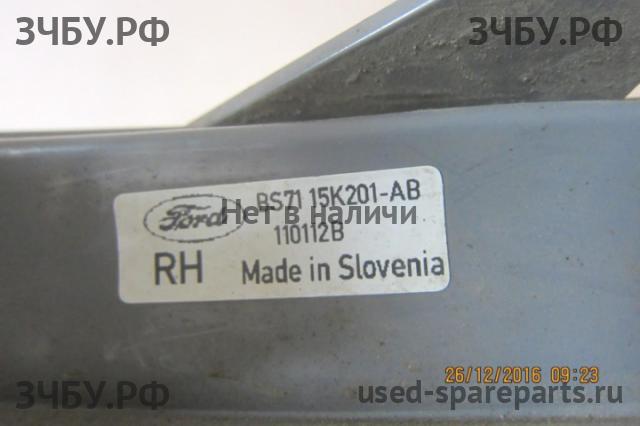 ЗЧБУ.РФ ЗЧБУ.РФ
Ford BS71 15K201-AB
Нет в наличи
110112B
RH Made in Slovenia
26/12/2016 09:23
ЗЧБУ.РФ used-spareparts.ru